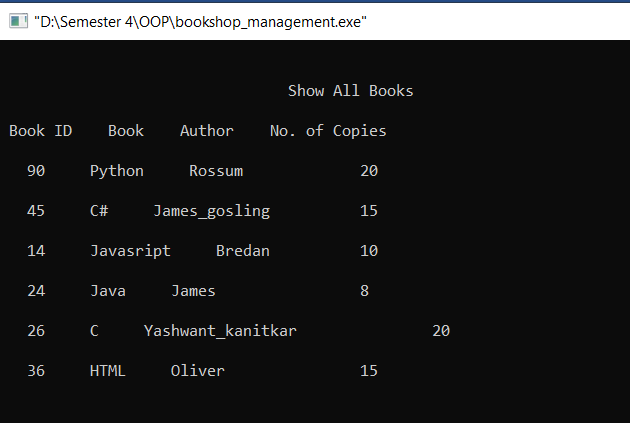 "D:\Semester 4\OOP\bookshop_management.exe"
Show All Books
Book ID Book Author No. of Copies
90 Python Rossum 20
45 C# James_gosling 15
14 Javasript Bredan 10
24 Java James 8
26 C Yashwant_kanitkar 20
36 HTML Oliver 15